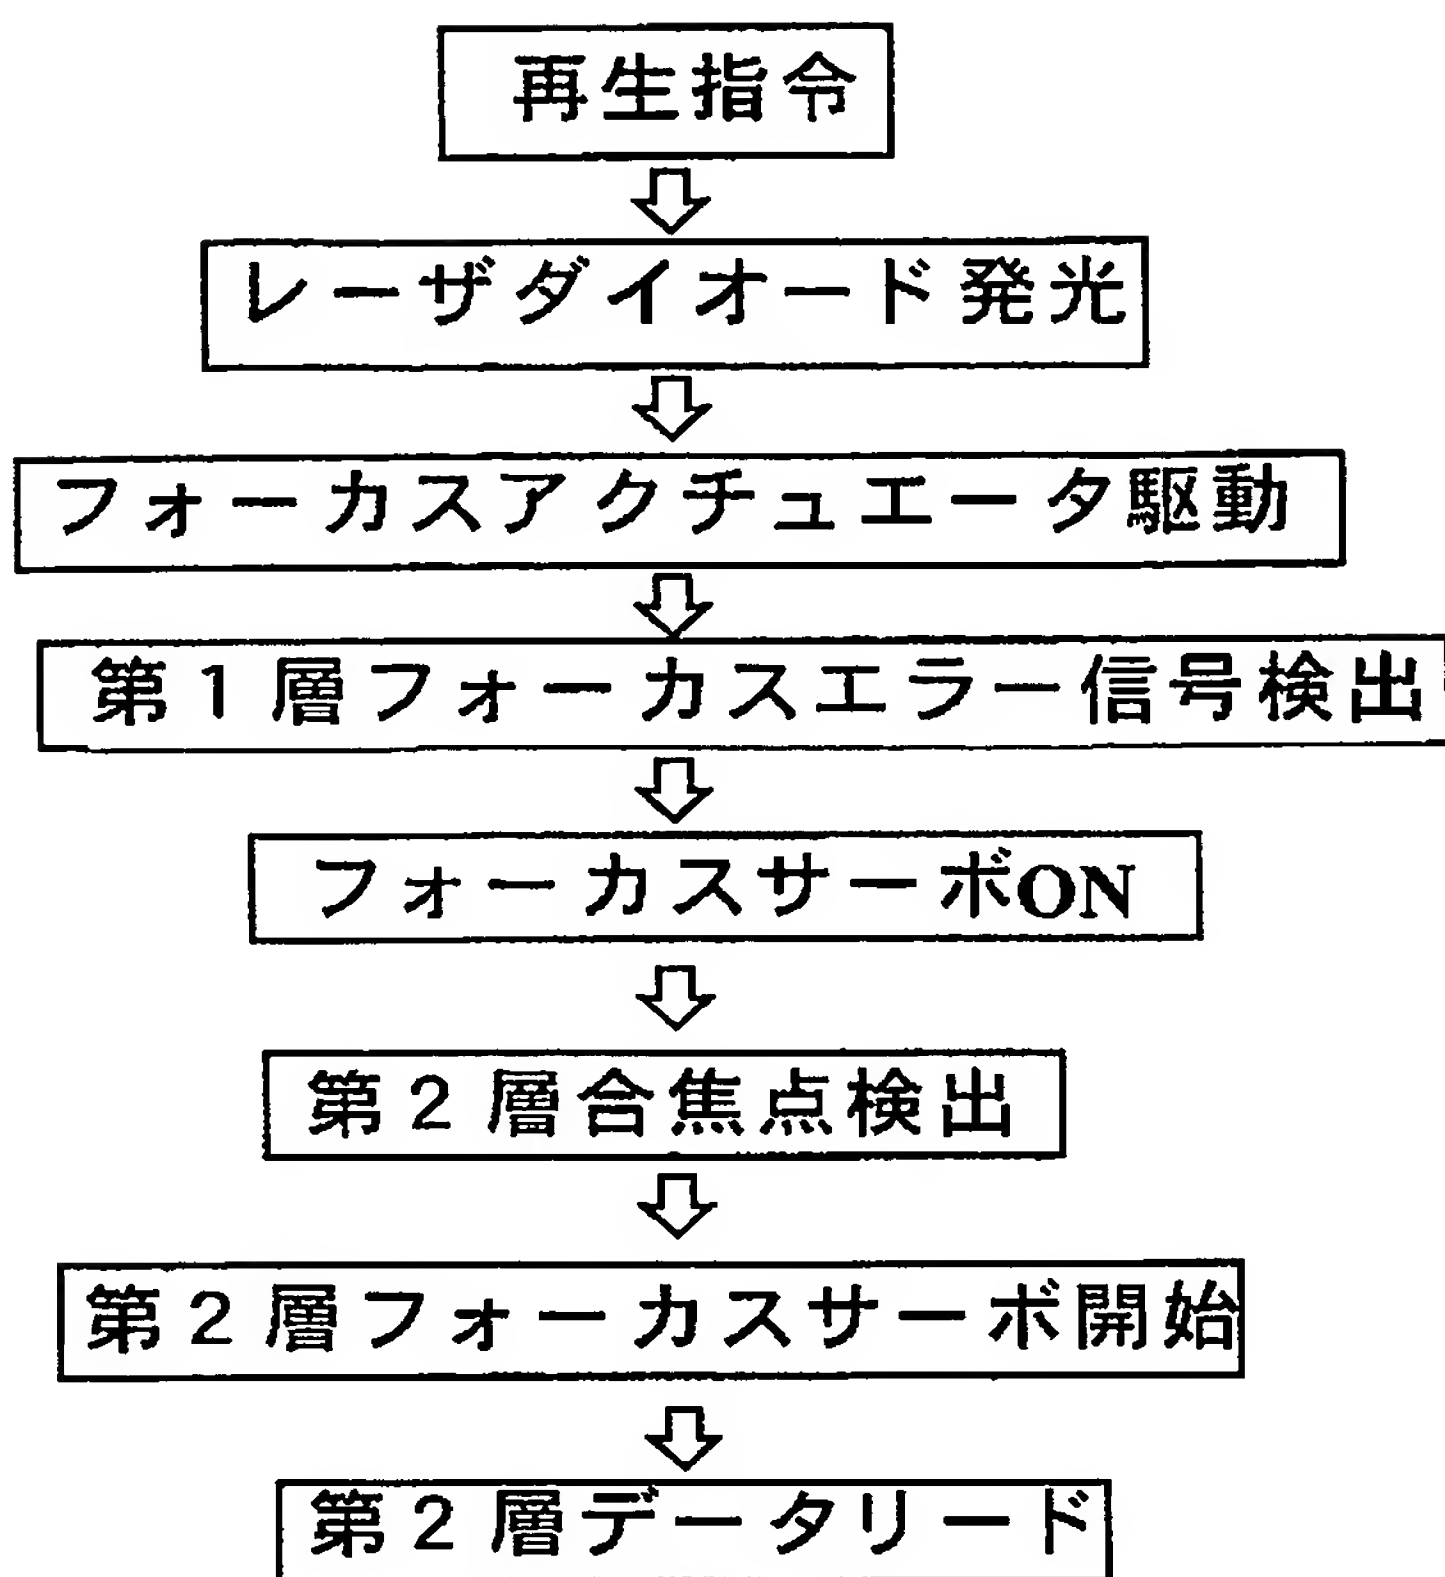 再生指令
レーザダイオード発光
フォーカスアクチュエータ駆動
第1層フォーカスエラー信号検出
フォーカスサーボON
第2層合焦点検出
第2層フォーカスサーボ開始
第2層データリード